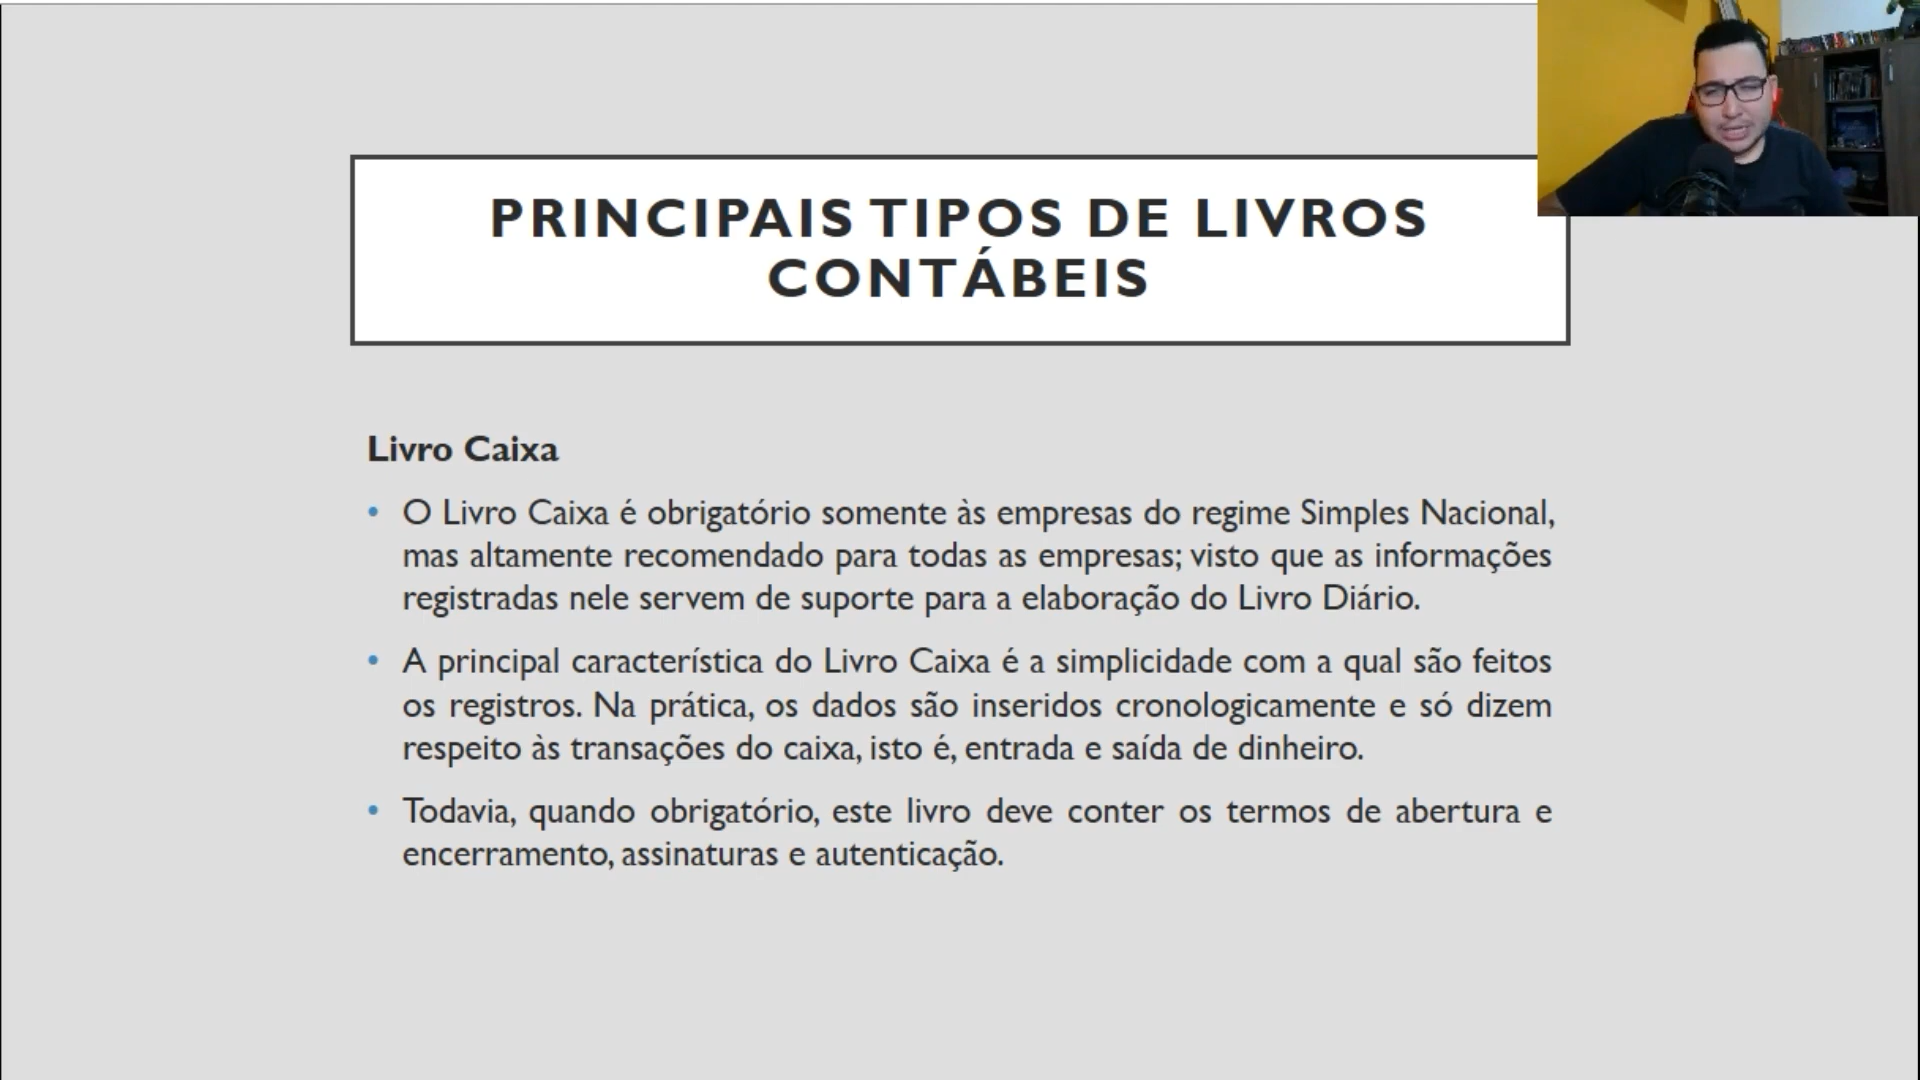 PRINCIPAIS TIPOS DE LIVROS
CONTÁBEIS
Livro Caixa
• O Livro Caixa é obrigatório somente às empresas do regime Simples Nacional,
mas altamente recomendado para todas as empresas; visto que as informações
registradas nele servem de suporte para a elaboração do Livro Diário.
• A principal característica do Livro Caixa é a simplicidade com a qual são feitos
os registros. Na prática, os dados são inseridos cronologicamente e só dizem
respeito às transações do caixa, isto é, entrada e saída de dinheiro.
• Todavia, quando obrigatório, este livro deve conter os termos de abertura e
encerramento, assinaturas e autenticação.